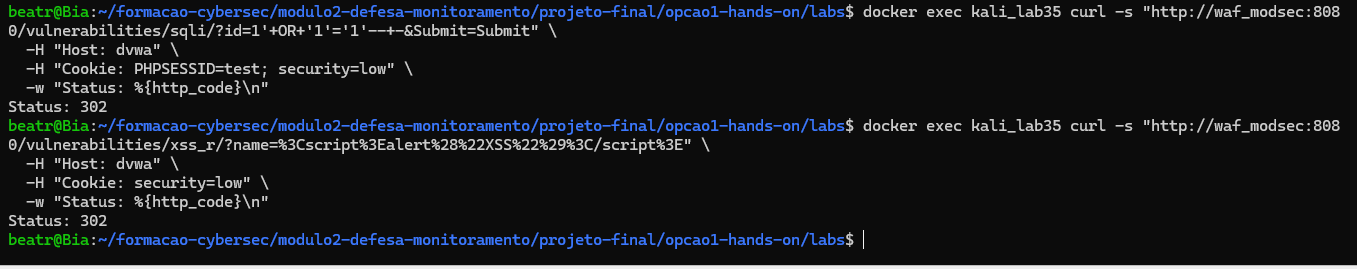 beatr@Bia:~/formacao-cybersec/modulo2-defesa-monitoramento/projeto-final/opcao1-hands-on/labs$ docker exec kali_lab35 curl -s "http://waf_modsec:808
0/vulnerabilities/sqli/?id=1'+OR+'1'='1'--+-&Submit=Submit" \
  -H "Host: dvwa" \
  -H "Cookie: PHPSESSID=test; security=low" \
  -w "Status: %{http_code}\n"
Status: 302
beatr@Bia:~/formacao-cybersec/modulo2-defesa-monitoramento/projeto-final/opcao1-hands-on/labs$ docker exec kali_lab35 curl -s "http://waf_modsec:808
0/vulnerabilities/xss_r/?name=%3Cscript%3Ealert%28%22XSS%22%29%3C/script%3E" \
  -H "Host: dvwa" \
  -H "Cookie: security=low" \
  -w "Status: %{http_code}\n"
Status: 302
beatr@Bia:~/formacao-cybersec/modulo2-defesa-monitoramento/projeto-final/opcao1-hands-on/labs$